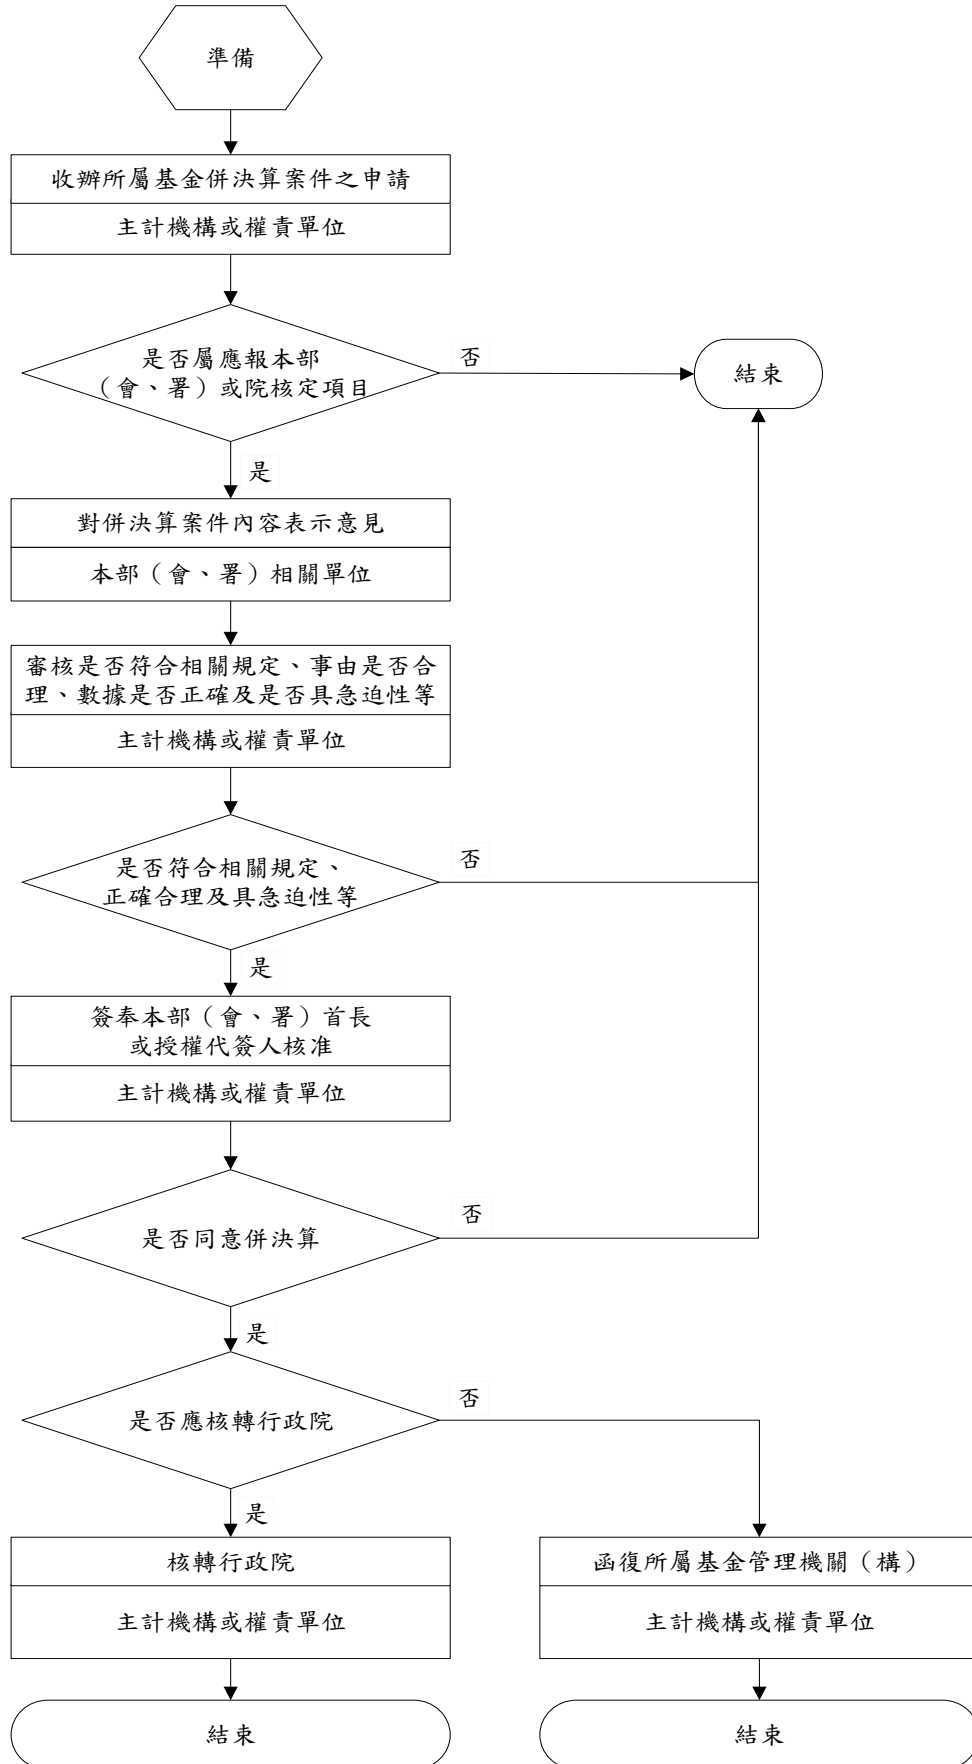 準備
收辦所屬基金併決算案件之申請
主計機構或權責單位
是否屬應報本部
（會、署）或院核定項目
否
結束
是
對併決算案件內容表示意見
本部（會、署）相關單位
審核是否符合相關規定、事由是否合
理、數據是否正確及是否具急迫性等
主計機構或權責單位
是否符合相關規定、
正確合理及具急迫性等
否
是
簽奉本部（會、署）首長
或授權代簽人核准
主計機構或權責單位
是否同意併決算
否
是
是否應核轉行政院
否
是
核轉行政院
主計機構或權責單位
函復所屬基金管理機關（構）
主計機構或權責單位
結束
結束